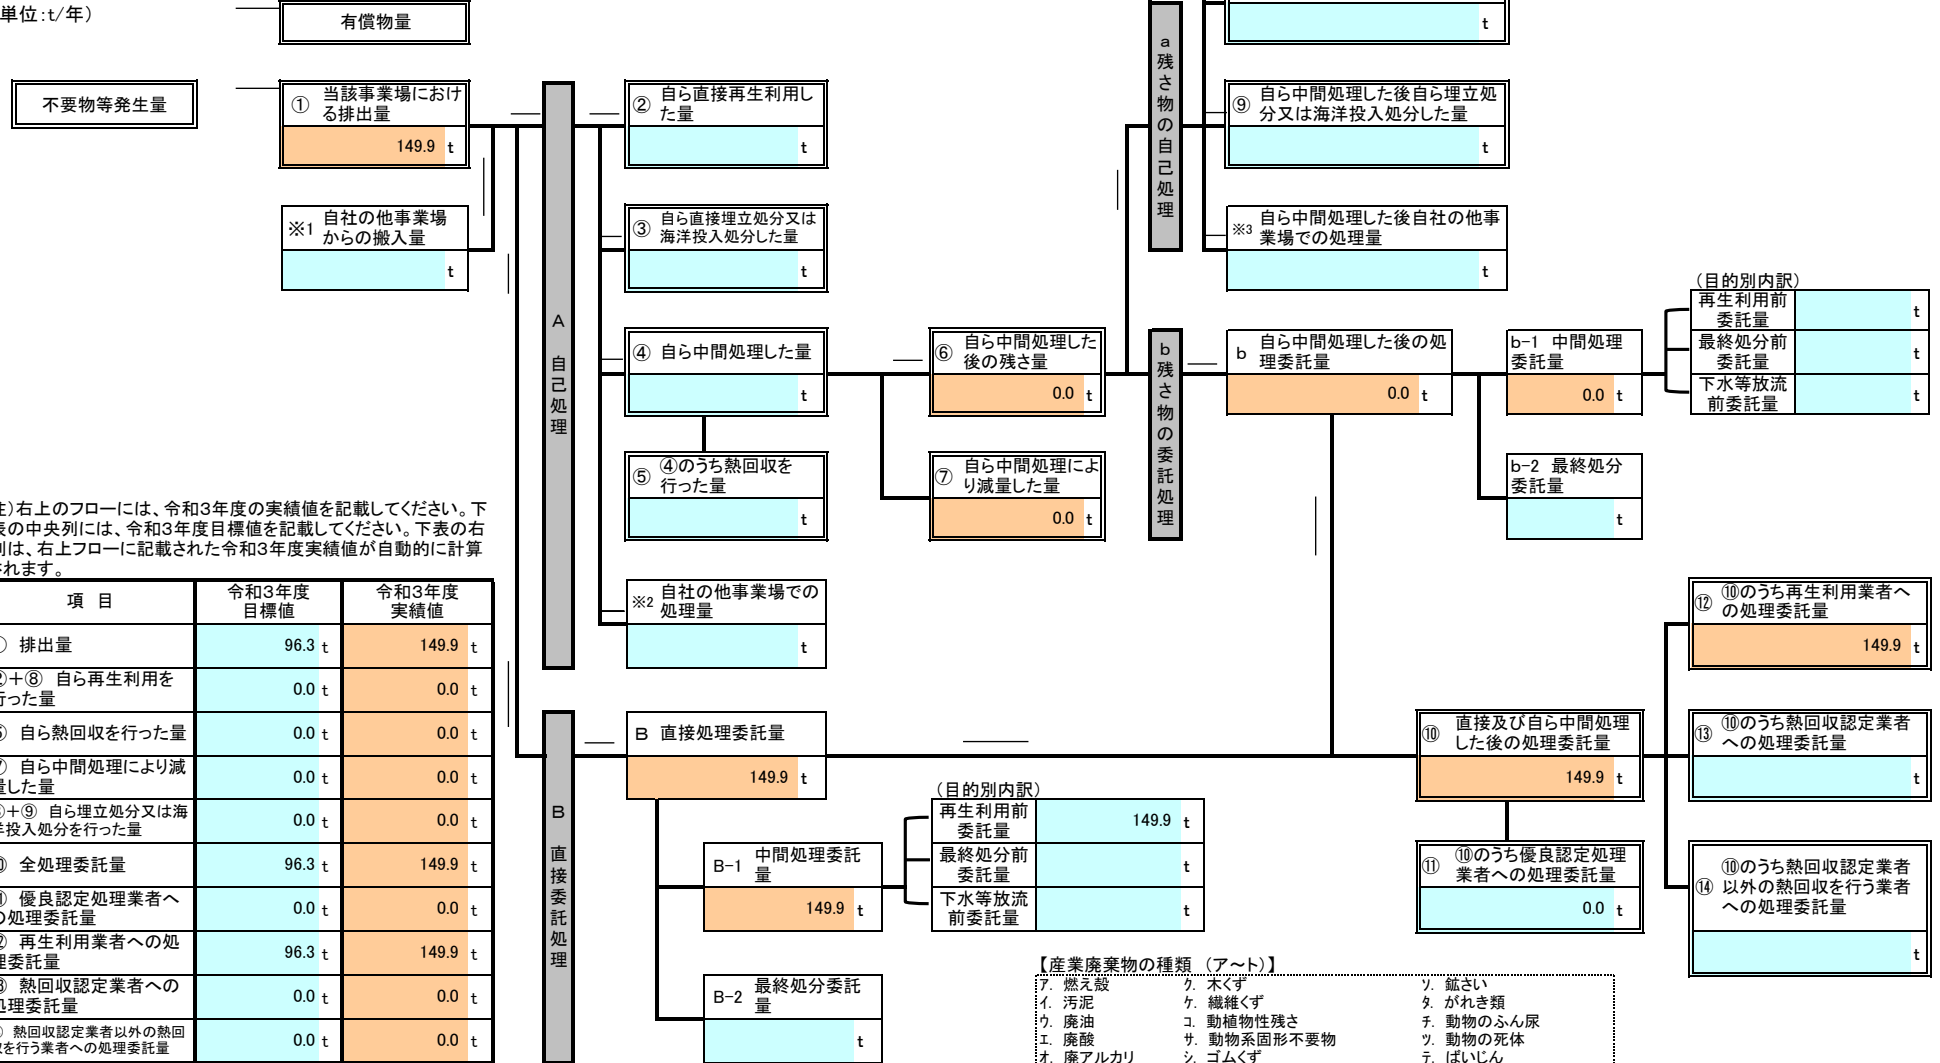 単位:t/年）
有償物量
t
不要物等発生量
① 当該事業場におけ
る排出量
149.9 t
※1 自社の他事業場
からの搬入量
t
A 自己処理
② 自ら直接再生利用し
た量
t
③ 自ら直接埋立処分又は
海洋投入処分した量
t
④ 自ら中間処理した量
t
⑤ ④のうち熱回収を
行った量
t
※2 自社の他事業場での
処理量
t
⑥ 自ら中間処理した
後の残さ量
0.0 t
⑦ 自ら中間処理によ
り減量した量
0.0 t
a 残さ物の自己処理
⑨ 自ら中間処理した後自ら埋立処
分又は海洋投入処分した量
t
※3 自ら中間処理した後自社の他事
業場での処理量
t
b 残さ物の委託処理
b 自ら中間処理した後の処
理委託量
0.0 t
b-1 中間処理
委託量
0.0 t
b-2 最終処分
委託量
t
（目的別内訳）
再生利用前
委託量
t
最終処分前
委託量
t
下水等放流
前委託量
t
注）右上のフローには、令和3年度の実績値を記載してください。下
表の中央列には、令和3年度目標値を記載してください。下表の右
列は、右上フローに記載された令和3年度実績値が自動的に計算
されます。
項 目
令和3年度
目標値
令和3年度
実績値
① 排出量 96.3 t 149.9 t
②+⑧ 自ら再生利用を
行った量 0.0 t 0.0 t
⑤ 自ら熱回収を行った量 0.0 t 0.0 t
⑦ 自ら中間処理により減
量した量 0.0 t 0.0 t
③+⑨ 自ら埋立処分又は海
洋投入処分を行った量 0.0 t 0.0 t
⑩ 全処理委託量 96.3 t 149.9 t
⑪ 優良認定処理業者へ
の処理委託量 0.0 t 0.0 t
⑫ 再生利用業者への処
理委託量 96.3 t 149.9 t
⑬ 熱回収認定業者への
処理委託量 0.0 t 0.0 t
⑭ 熱回収認定業者以外の熱回
収を行う業者への処理委託量 0.0 t 0.0 t
B 直接委託処理
B 直接処理委託量
149.9 t
B-1 中間処理委託
量
149.9 t
B-2 最終処分委託
量
t
（目的別内訳）
再生利用前
委託量
149.9 t
最終処分前
委託量
t
下水等放流
前委託量
t
⑩ 直接及び自ら中間処理
した後の処理委託量
149.9 t
⑪ ⑩のうち優良認定処理
業者への処理委託量
0.0 t
⑫ ⑩のうち再生利用業者へ
の処理委託量
149.9 t
⑬ ⑩のうち熱回収認定業者
への処理委託量
t
⑭ ⑩のうち熱回収認定業者
以外の熱回収を行う業者
への処理委託量
t
【産業廃棄物の種類 （ア～ト）】
ｱ. 燃え殻 ｸ. 木くず ｿ. 鉱さい
ｲ. 汚泥 ｹ. 繊維くず ﾀ. がれき類
ｳ. 廃油 ｺ. 動植物性残さ ﾁ. 動物のふん尿
ｴ. 廃酸 ｻ. 動物系固形不要物 ﾂ. 動物の死体
ｵ. 廃アルカリ ｼ. ゴムくず ﾃ. ばいじん